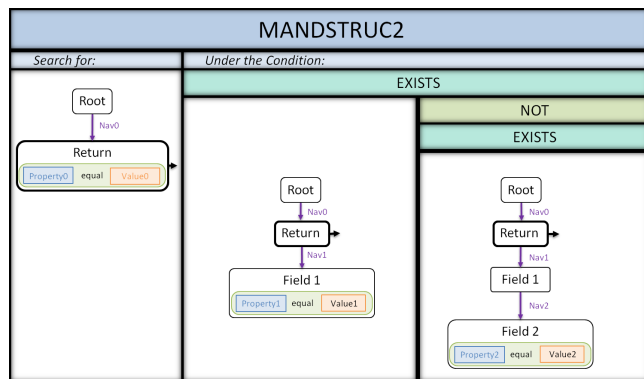 MANDSTRUC2
Search for:
Under the Condition:
EXISTS
NOT
EXISTS
Root
Nav0
Return
Property0 equal Value0
Root
Nav0
Return
Nav1
Field 1
Property1 equal Value1
Root
Nav0
Return
Nav1
Field 1
Nav2
Field 2
Property2 equal Value2